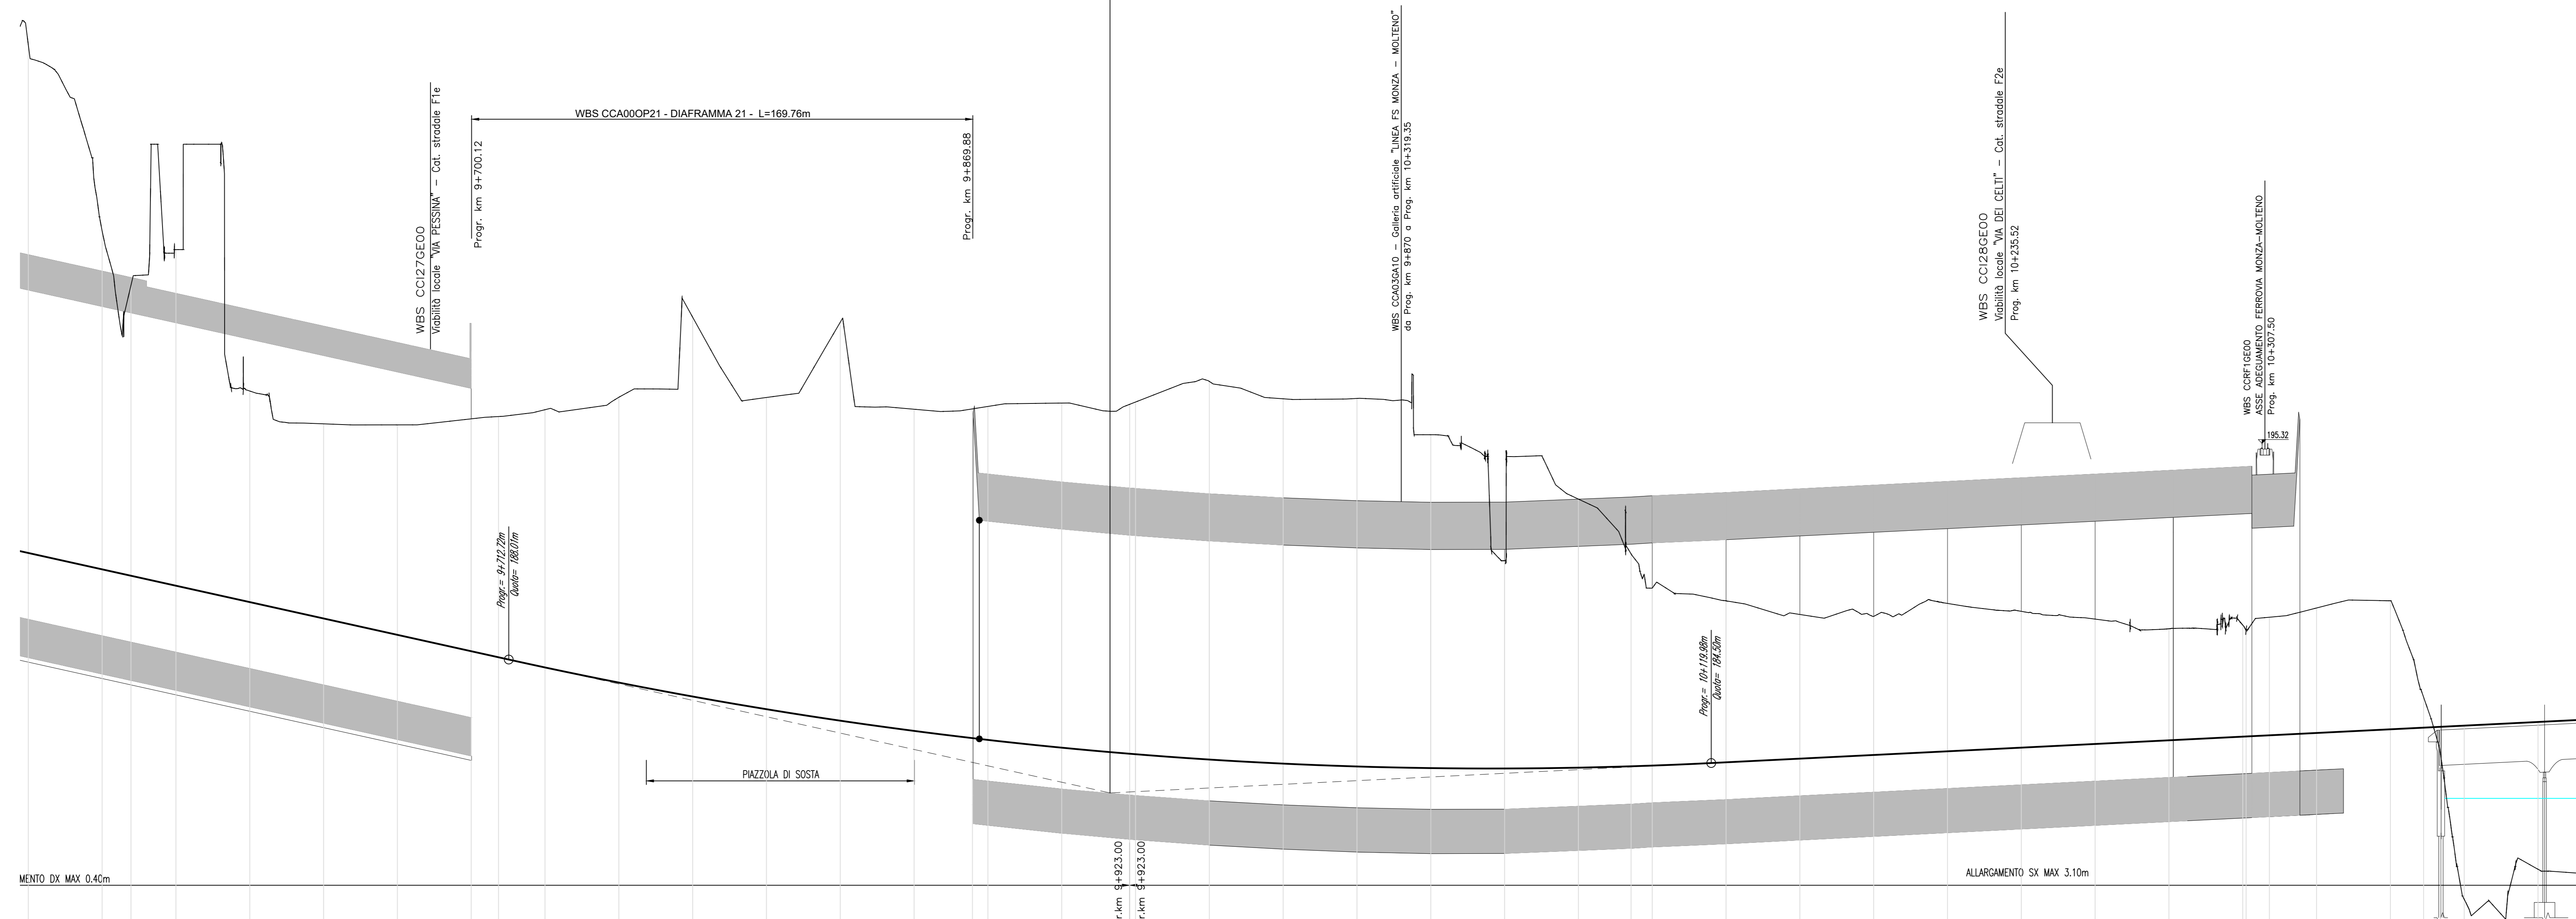 WBS CCI27GE00
Viabilità locale "VIA PESSINA" – Cat. stradale F1e
Progr. km 9+700.12
WBS CCA00OP21 - DIAFRAMMA 21 - L=169.76m
Progr. km 9+869.88
WBS CCA03GA10 – Galleria artificiale "LINEA FS MONZA – MOLTENO"
da Prog. km 9+870 a Prog. km 10+319.35
WBS CCI28GE00
Viabilità locale "VIA DEI CELTI" – Cat. stradale F2e
Prog. km 10+235.52
WBS CCRF1GE00
ASSE ADEGUAMENTO FERROVIA MONZA–MOLTENO
Prog. km 10+307.50
195.32
Progr.= 9+712.72m
Quota= 188.01m
Progr.= 10+119.98m
Quota= 184.50m
PIAZZOLA DI SOSTA
r.km 9+923.00
r.km 9+923.00
MENTO DX MAX 0.40m
ALLARGAMENTO SX MAX 3.10m